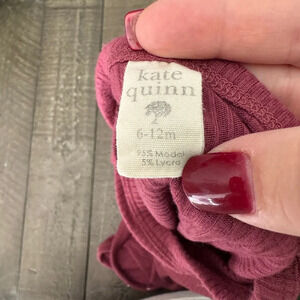 kate
quinn
6-12m
95% Modal
5% Lycra